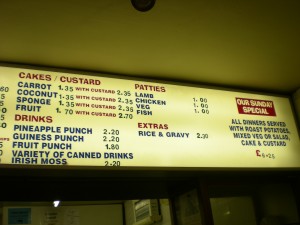 CAKES / CUSTARD
CARROT 1.35 WITH CUSTARD 2.35
COCONUT 1.35 WITH CUSTARD 2.35
SPONGE 1.35 WITH CUSTARD 2.35
FRUIT 1.70 WITH CUSTARD 2.70
DRINKS
PINEAPPLE PUNCH 2.20
GUINESS PUNCH 2.20
FRUIT PUNCH 1.80
VARIETY OF CANNED DRINKS
IRISH MOSS 2.20
PATTIES
LAMB 1.00
CHICKEN 1.00
VEG 1.00
FISH 1.00
EXTRAS
RICE & GRAVY 2.30
OUR SUNDAY
SPECIAL
ALL DINNERS SERVED
WITH ROAST POTATOES,
MIXED VEG OR SALAD,
CAKE & CUSTARD